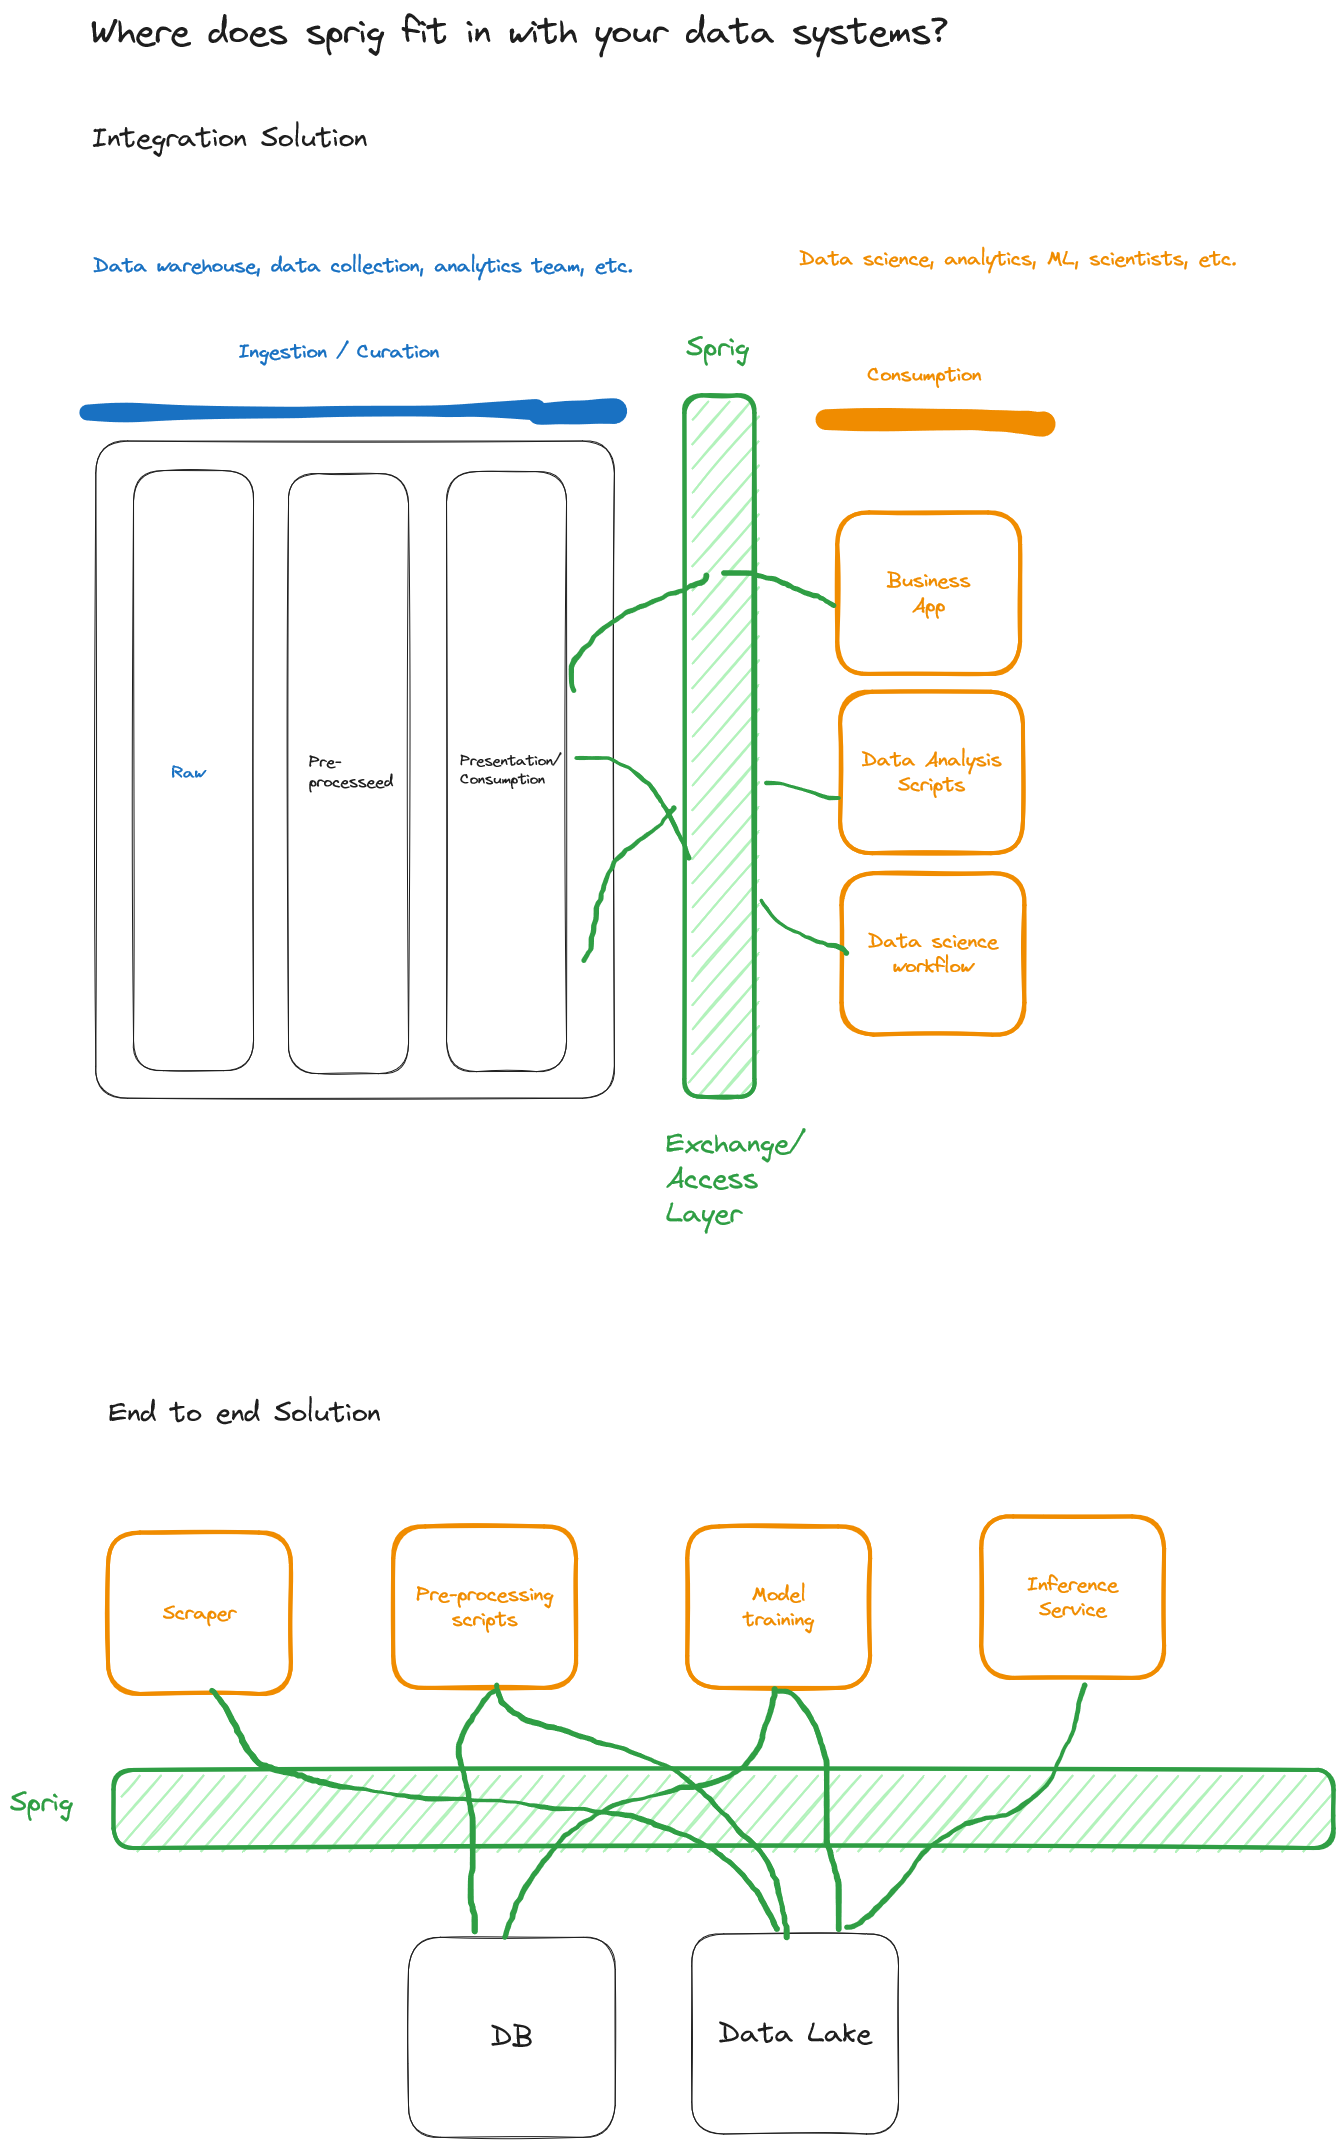 Where does sprig fit in with your data systems?
Integration Solution
Data warehouse, data collection, analytics team, etc.
Data science, analytics, ML, scientists, etc.
Ingestion / Curation
Sprig
Consumption
Raw
Pre-
processeed
Presentation/
Consumption
Business
App
Data Analysis
Scripts
Data science
workflow
Exchange/
Access
Layer
End to end Solution
Scraper
Pre-processing
scripts
Model
training
Inference
Service
Sprig
DB
Data Lake